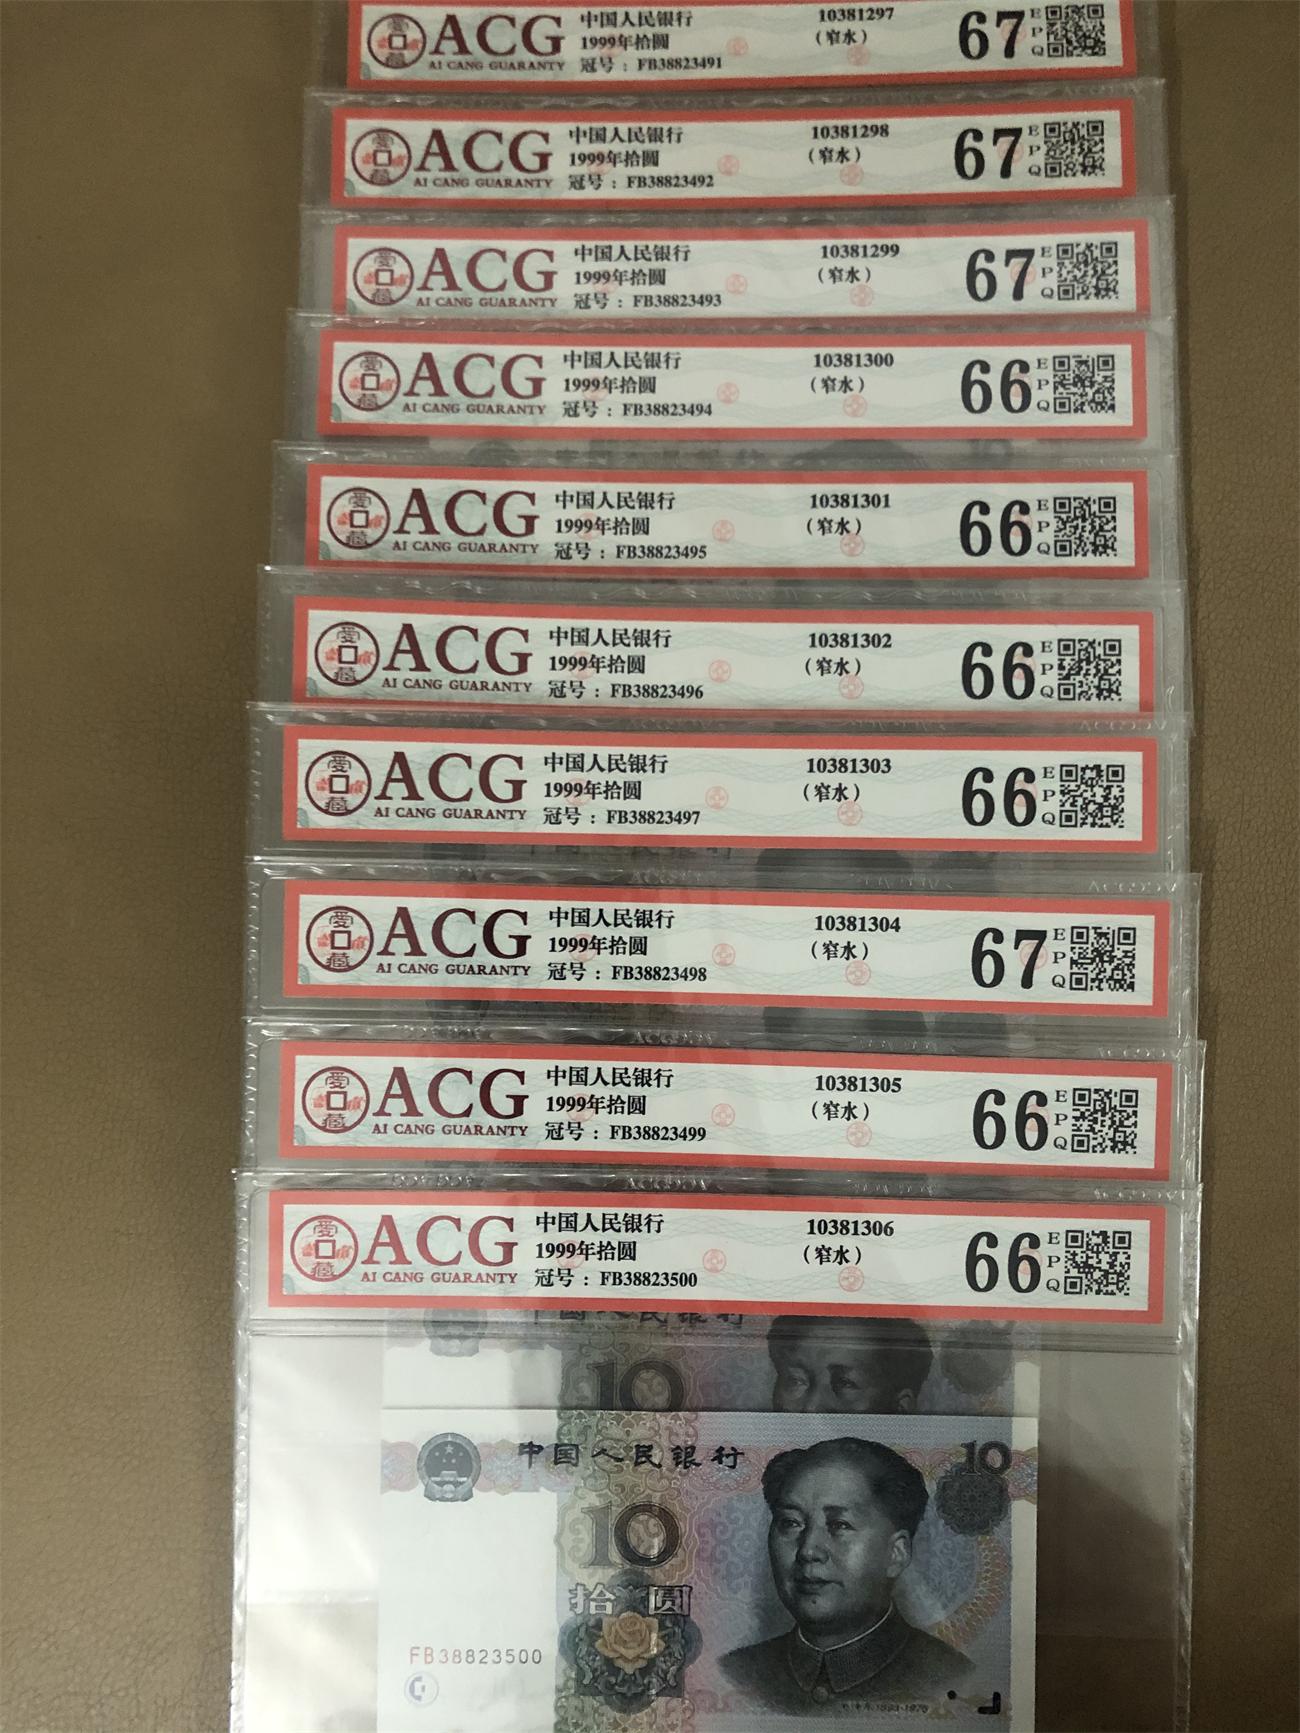 ACG
AI CANG GUARANTY
中国人民银行
1999年拾圆
冠号：FB38823491
10381297
（窄水）
67
EPQ
ACG
AI CANG GUARANTY
中国人民银行
1999年拾圆
冠号：FB38823492
10381298
（窄水）
67
EPQ
ACG
AI CANG GUARANTY
中国人民银行
1999年拾圆
冠号：FB38823493
10381299
（窄水）
67
EPQ
ACG
AI CANG GUARANTY
中国人民银行
1999年拾圆
冠号：FB38823494
10381300
（窄水）
66
EPQ
ACG
AI CANG GUARANTY
中国人民银行
1999年拾圆
冠号：FB38823495
10381301
（窄水）
66
EPQ
ACG
AI CANG GUARANTY
中国人民银行
1999年拾圆
冠号：FB38823496
10381302
（窄水）
66
EPQ
ACG
AI CANG GUARANTY
中国人民银行
1999年拾圆
冠号：FB38823497
10381303
（窄水）
66
EPQ
ACG
AI CANG GUARANTY
中国人民银行
1999年拾圆
冠号：FB38823498
10381304
（窄水）
67
EPQ
ACG
AI CANG GUARANTY
中国人民银行
1999年拾圆
冠号：FB38823499
10381305
（窄水）
66
EPQ
ACG
AI CANG GUARANTY
中国人民银行
1999年拾圆
冠号：FB38823500
10381306
（窄水）
66
EPQ
10
中国人民银行
10
10
拾圆
FB38823500